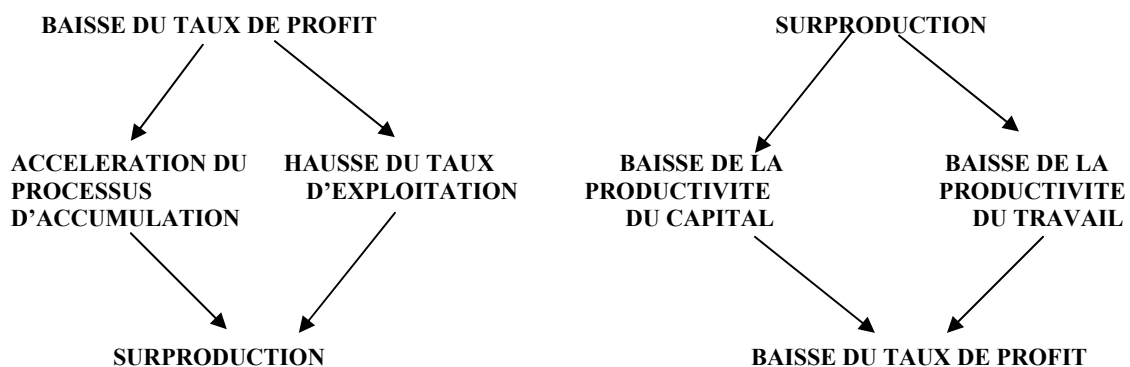 BAISSE DU TAUX DE PROFIT
SURPRODUCTION
ACCELERATION DU
PROCESSUS
D'ACCUMULATION
HAUSSE DU TAUX
D'EXPLOITATION
BAISSE DE LA
PRODUCTIVITE
DU CAPITAL
BAISSE DE LA
PRODUCTIVITE
DU TRAVAIL
SURPRODUCTION
BAISSE DU TAUX DE PROFIT